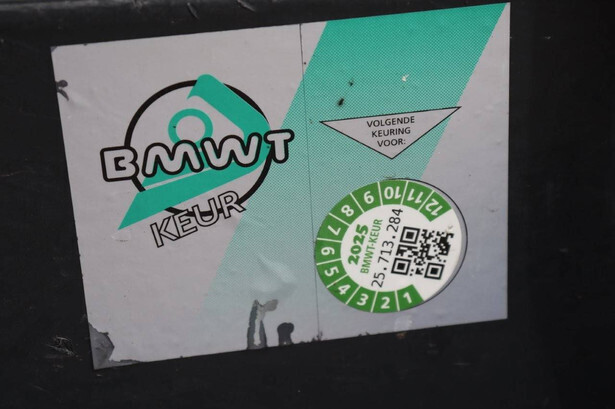 BMWT
KEUR
VOLGENDE
KEURING
VOOR:
1 2 3 4 5 6 7 8 9 10 11 12
2025
BMWT-KEUR
25.713.284